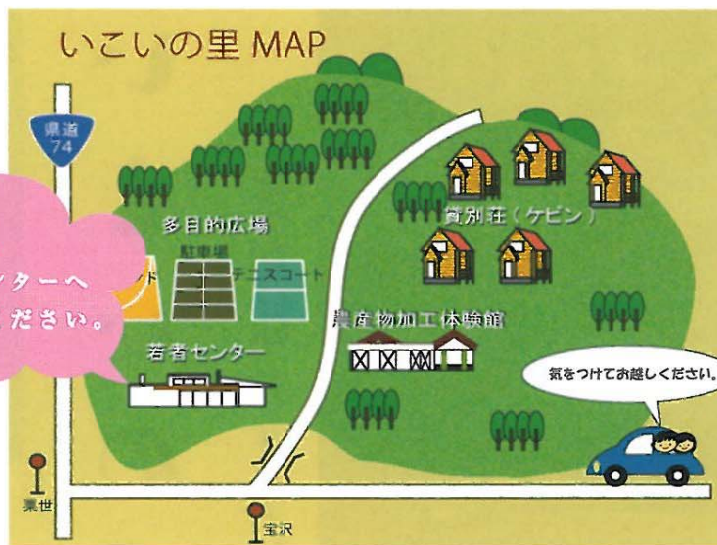 いこいの里 MAP
県道
74
多目的広場
駐車場
ド
テニスコート
貸別荘(ケビン)
ンターへ
ださい。
農産物加工体験館
若者センター
気をつけてお越しください。
宝沢